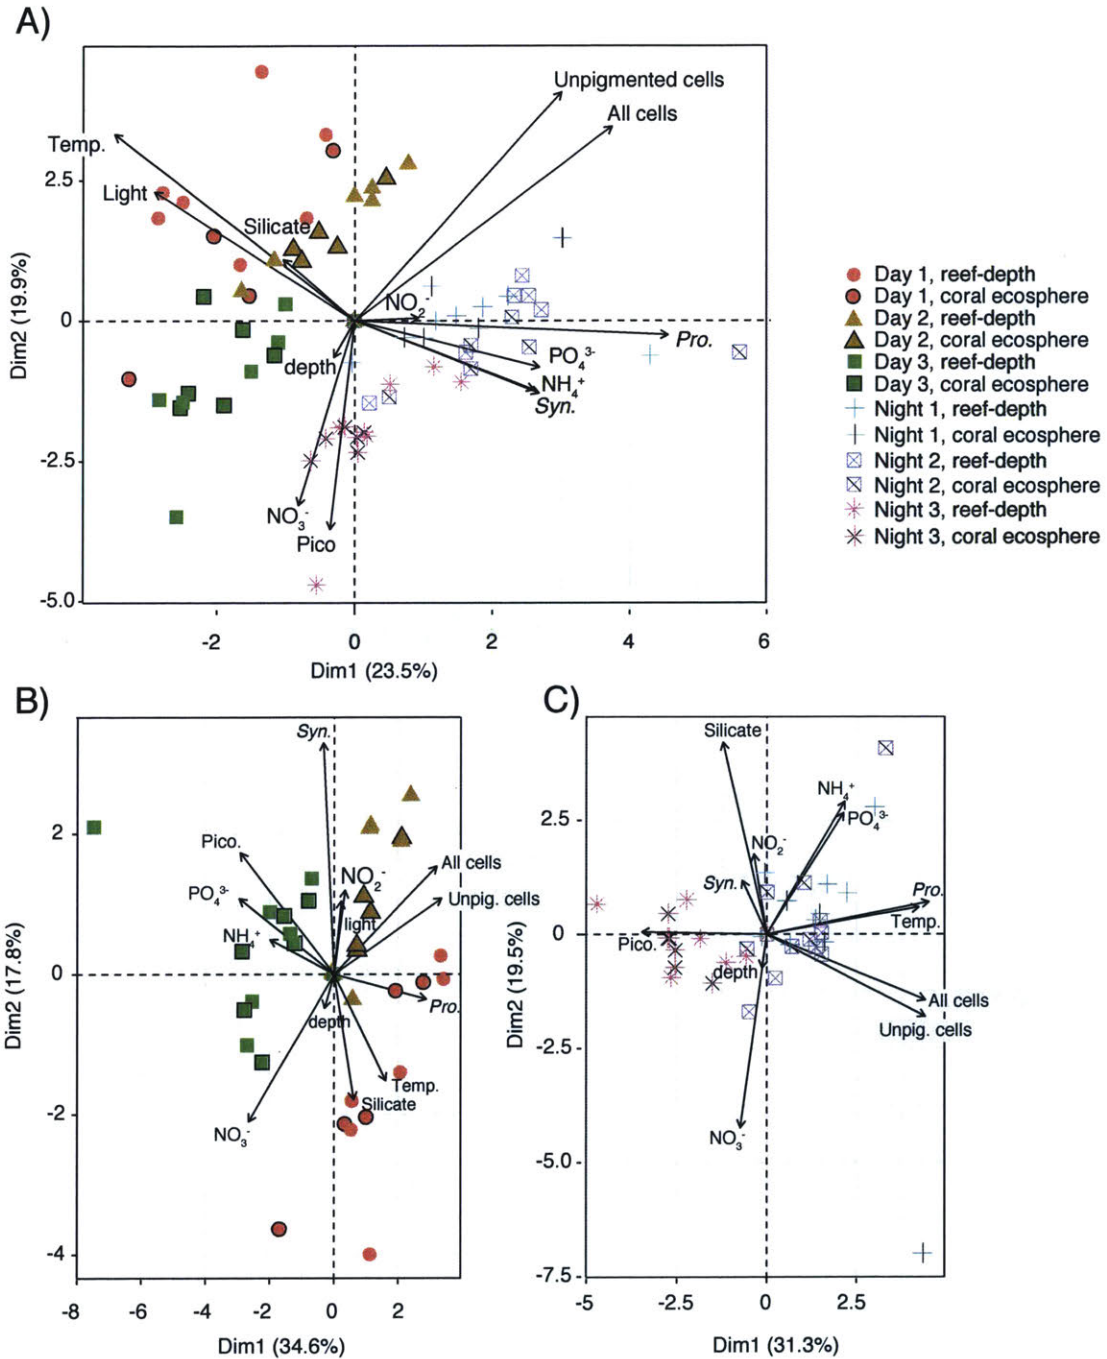 A)
Unpigmented cells
All cells
Temp.
Light
2.5
Silicate
NO₂⁻
0
Pro.
depth
PO₄³⁻
NH₄⁺
Syn.
-2.5
NO₃⁻
Pico
-5.0
-2 0 2 4 6
Dim1 (23.5%)
Dim2 (19.9%)
Day 1, reef-depth
Day 1, coral ecosphere
Day 2, reef-depth
Day 2, coral ecosphere
Day 3, reef-depth
Day 3, coral ecosphere
Night 1, reef-depth
Night 1, coral ecosphere
Night 2, reef-depth
Night 2, coral ecosphere
Night 3, reef-depth
Night 3, coral ecosphere
B)
Syn.
2
Pico.
All cells
PO₄³⁻
NO₂⁻
Unpig. cells
light
NH₄⁺
0
Pro.
depth
Temp.
Silicate
-2
NO₃⁻
-4
-8 -6 -4 -2 0 2
Dim1 (34.6%)
Dim2 (17.8%)
C)
Silicate
NH₄⁺
2.5
PO₄³⁻
NO₂⁻
Syn.
Pro.
Temp.
0
Pico.
depth
All cells
Unpig. cells
-2.5
NO₃⁻
-5.0
-7.5
-5 -2.5 0 2.5
Dim1 (31.3%)
Dim2 (19.5%)